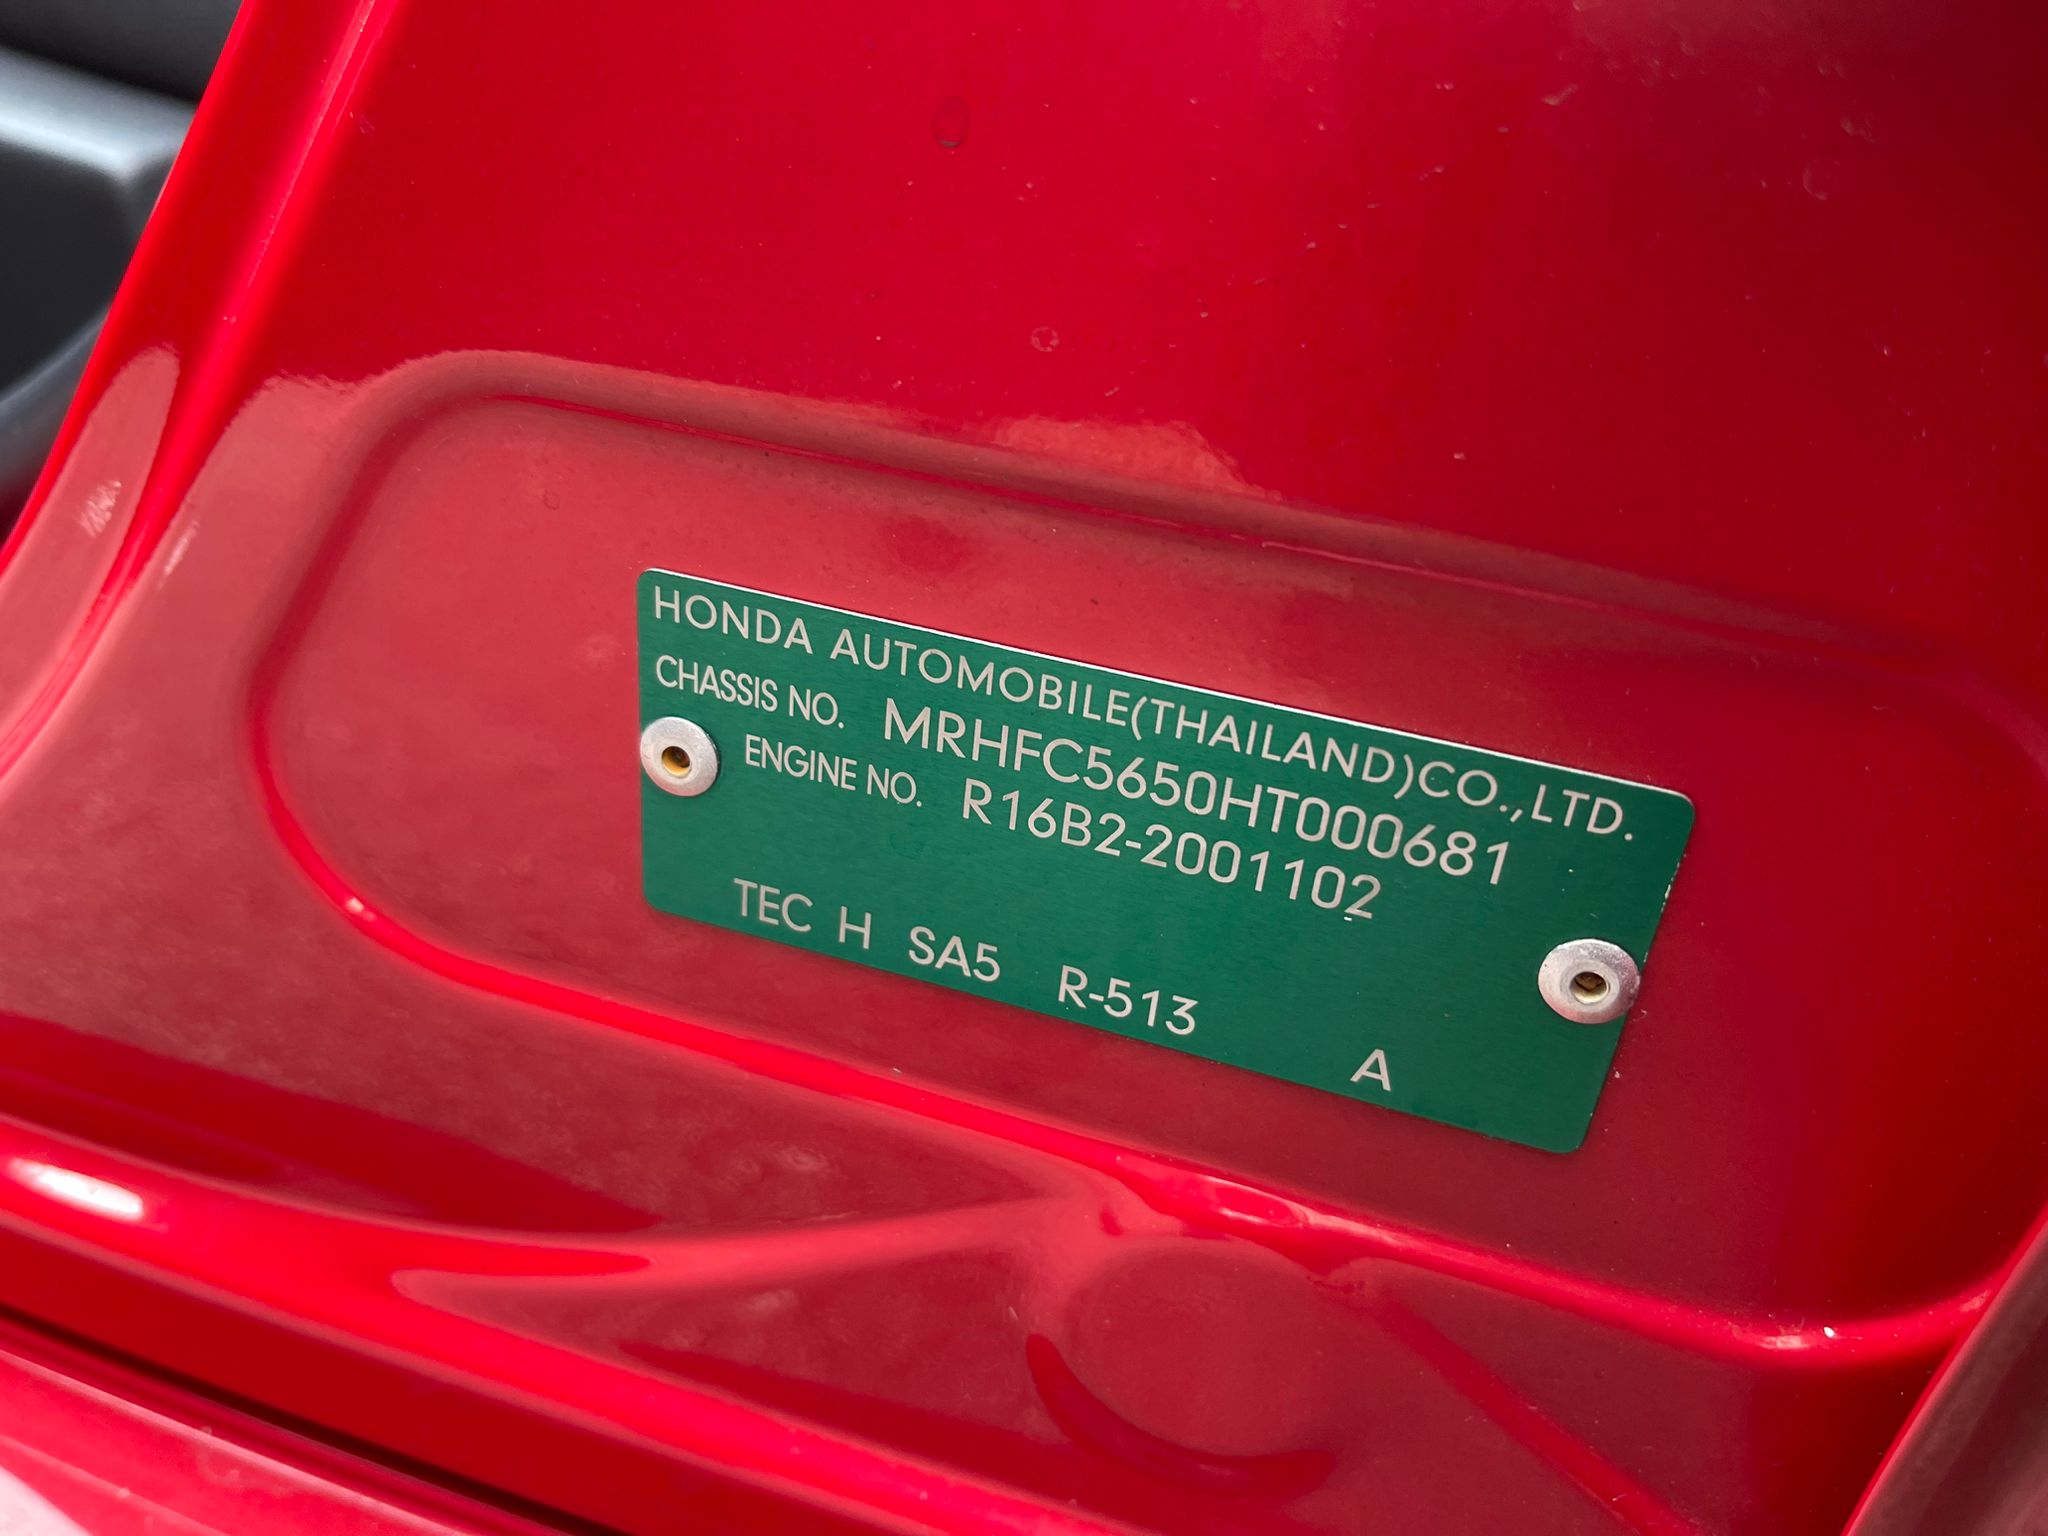 HONDA AUTOMOBILE(THAILAND)CO.,LTD.
CHASSIS NO. MRHFC5650HT000681
ENGINE NO. R16B2-2001102
TEC H SA5 R-513 A